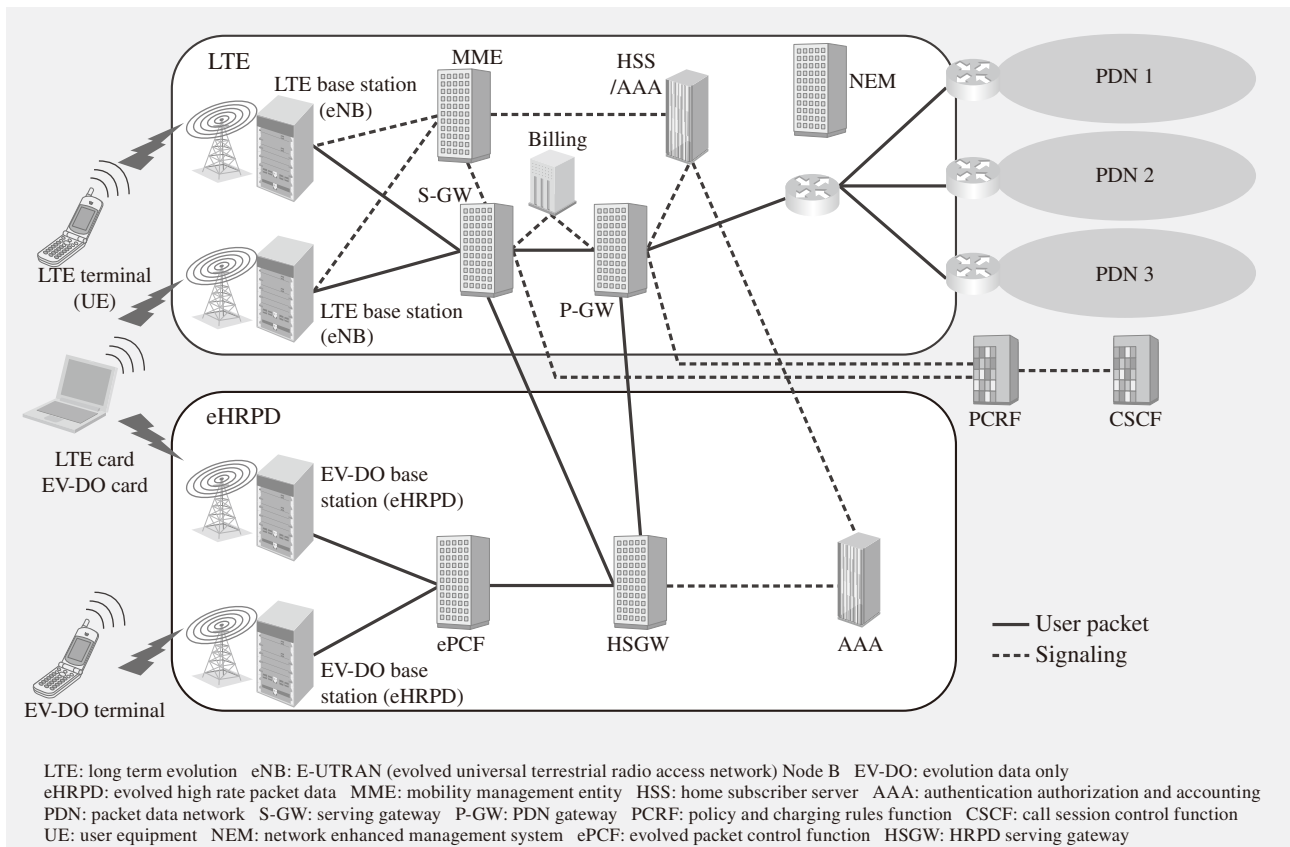 LTE
MME
HSS
/AAA
NEM
PDN 1
LTE base station
(eNB)
Billing
PDN 2
S-GW
LTE terminal
(UE)
PDN 3
LTE base station
(eNB)
P-GW
PCRF
CSCF
eHRPD
LTE card
EV-DO card
EV-DO base
station (eHRPD)
ePCF
HSGW
AAA
User packet
Signaling
EV-DO base
station (eHRPD)
EV-DO terminal
LTE: long term evolution eNB: E-UTRAN (evolved universal terrestrial radio access network) Node B EV-DO: evolution data only
eHRPD: evolved high rate packet data MME: mobility management entity HSS: home subscriber server AAA: authentication authorization and accounting
PDN: packet data network S-GW: serving gateway P-GW: PDN gateway PCRF: policy and charging rules function CSCF: call session control function
UE: user equipment NEM: network enhanced management system ePCF: evolved packet control function HSGW: HRPD serving gateway